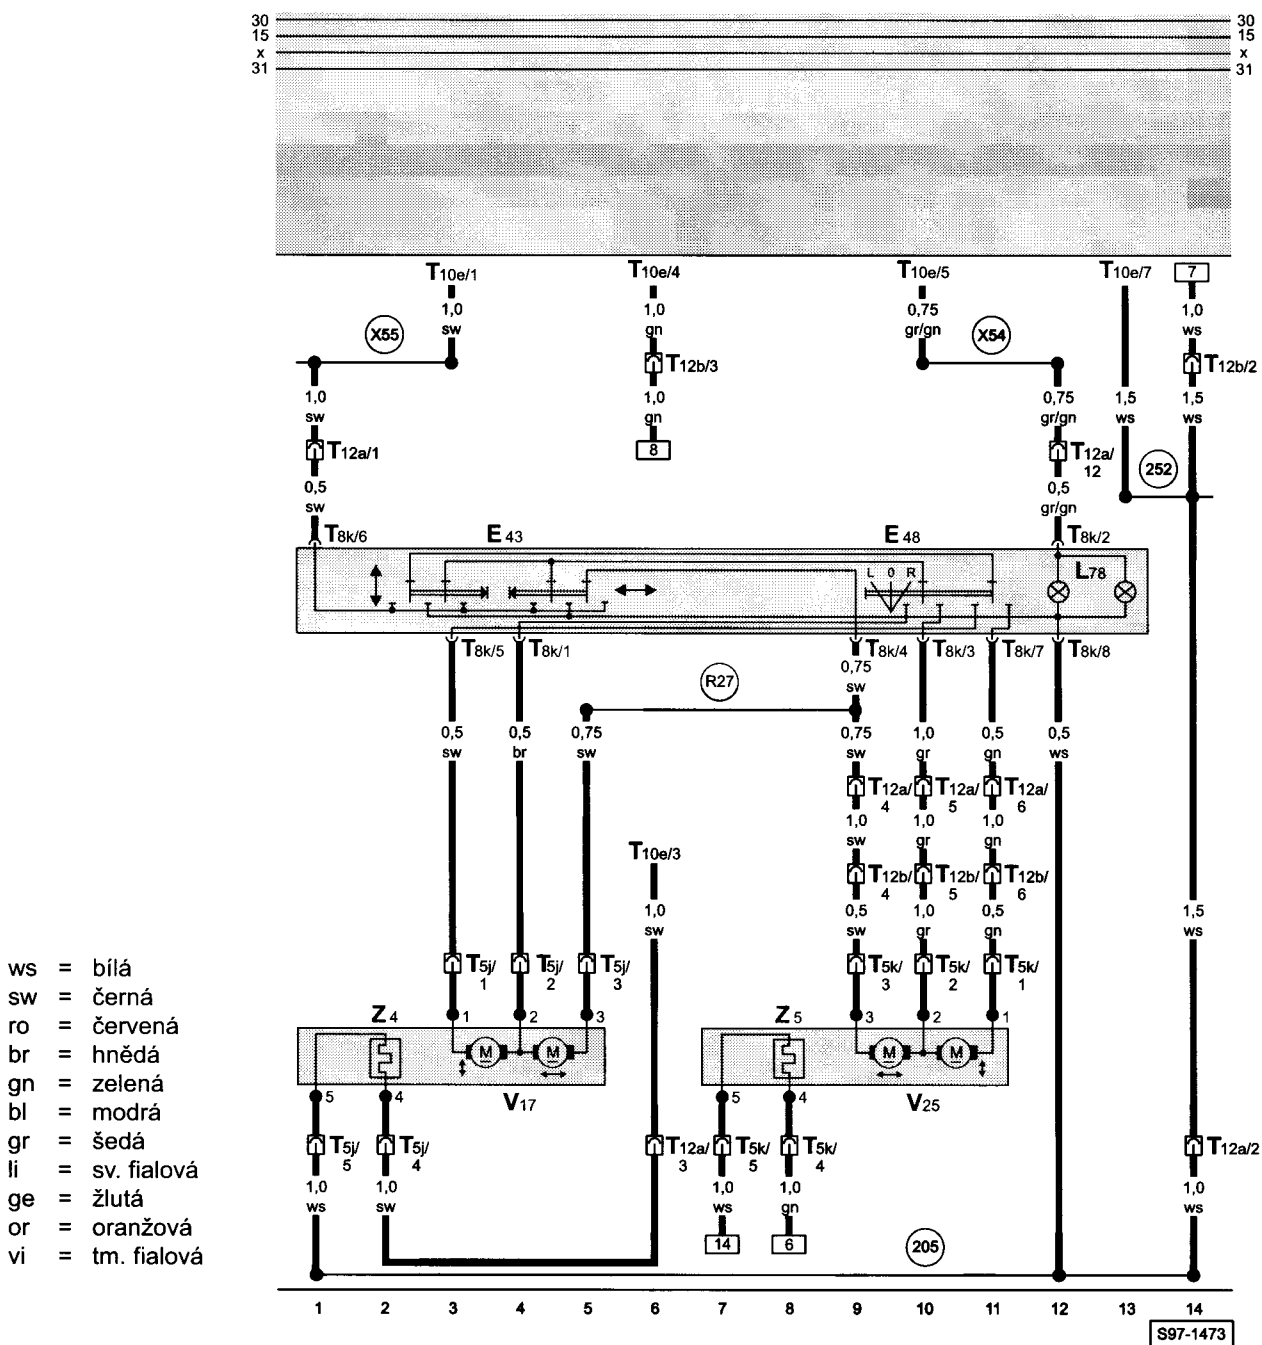 30 30
15 15
x x
31 31
T10e/1 T10e/4 T10e/5 T10e/7 7
1,0 1,0 0,75 1,0
sw gn gr/gn ws
X55 X54
T12b/3 T12b/2
1,0 1,0 0,75 1,5 1,5
sw gn gr/gn ws ws
T12a/1 8 T12a/
12
252
0,5 0,5
sw gr/gn
T8k/6 E43 E48 T8k/2
L 0 R L78
T8k/5 T8k/1 T8k/4 T8k/3 T8k/7 T8k/8
0,75
sw
R27
0,5 0,5 0,75 0,75 1,0 0,5 0,5
sw br sw sw gr gn ws
T12a/ T12a/ T12a/
4 5 6
1,0 1,0 1,0
sw gr gn
T10e/3
T12b/ T12b/ T12b/
4 5 6
1,0 0,5 1,0 0,5 1,5
sw sw gr gn ws
T5j/ T5j/ T5j/ T5k/ T5k/ T5k/
1 2 3 3 2 1
Z4 1 2 3 Z5 3 2 1
M M M M
5 4 V17 5 4 V25
T5j/ T5j/ T12a/ T5k/ T5k/ T12a/2
5 4 3 5 4
1,0 1,0 1,0 1,0 1,0
ws sw ws gn ws
14 6 205
1 2 3 4 5 6 7 8 9 10 11 12 13 14
S97-1473
ws = bílá
sw = černá
ro = červená
br = hnědá
gn = zelená
bl = modrá
gr = šedá
li = sv. fialová
ge = žlutá
or = oranžová
vi = tm. fialová